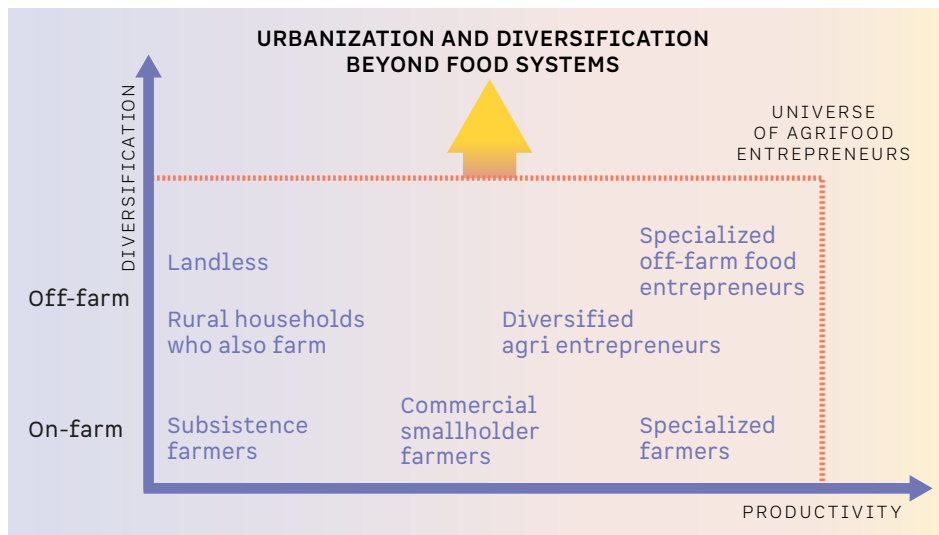 URBANIZATION AND DIVERSIFICATION
BEYOND FOOD SYSTEMS
UNIVERSE
OF AGRIFOOD
ENTREPRENEURS
DIVERSIFICATION
Off-farm
On-farm
Landless
Specialized
off-farm food
entrepreneurs
Rural households
who also farm
Diversified
agri entrepreneurs
Subsistence
farmers
Commercial
smallholder
farmers
Specialized
farmers
PRODUCTIVITY